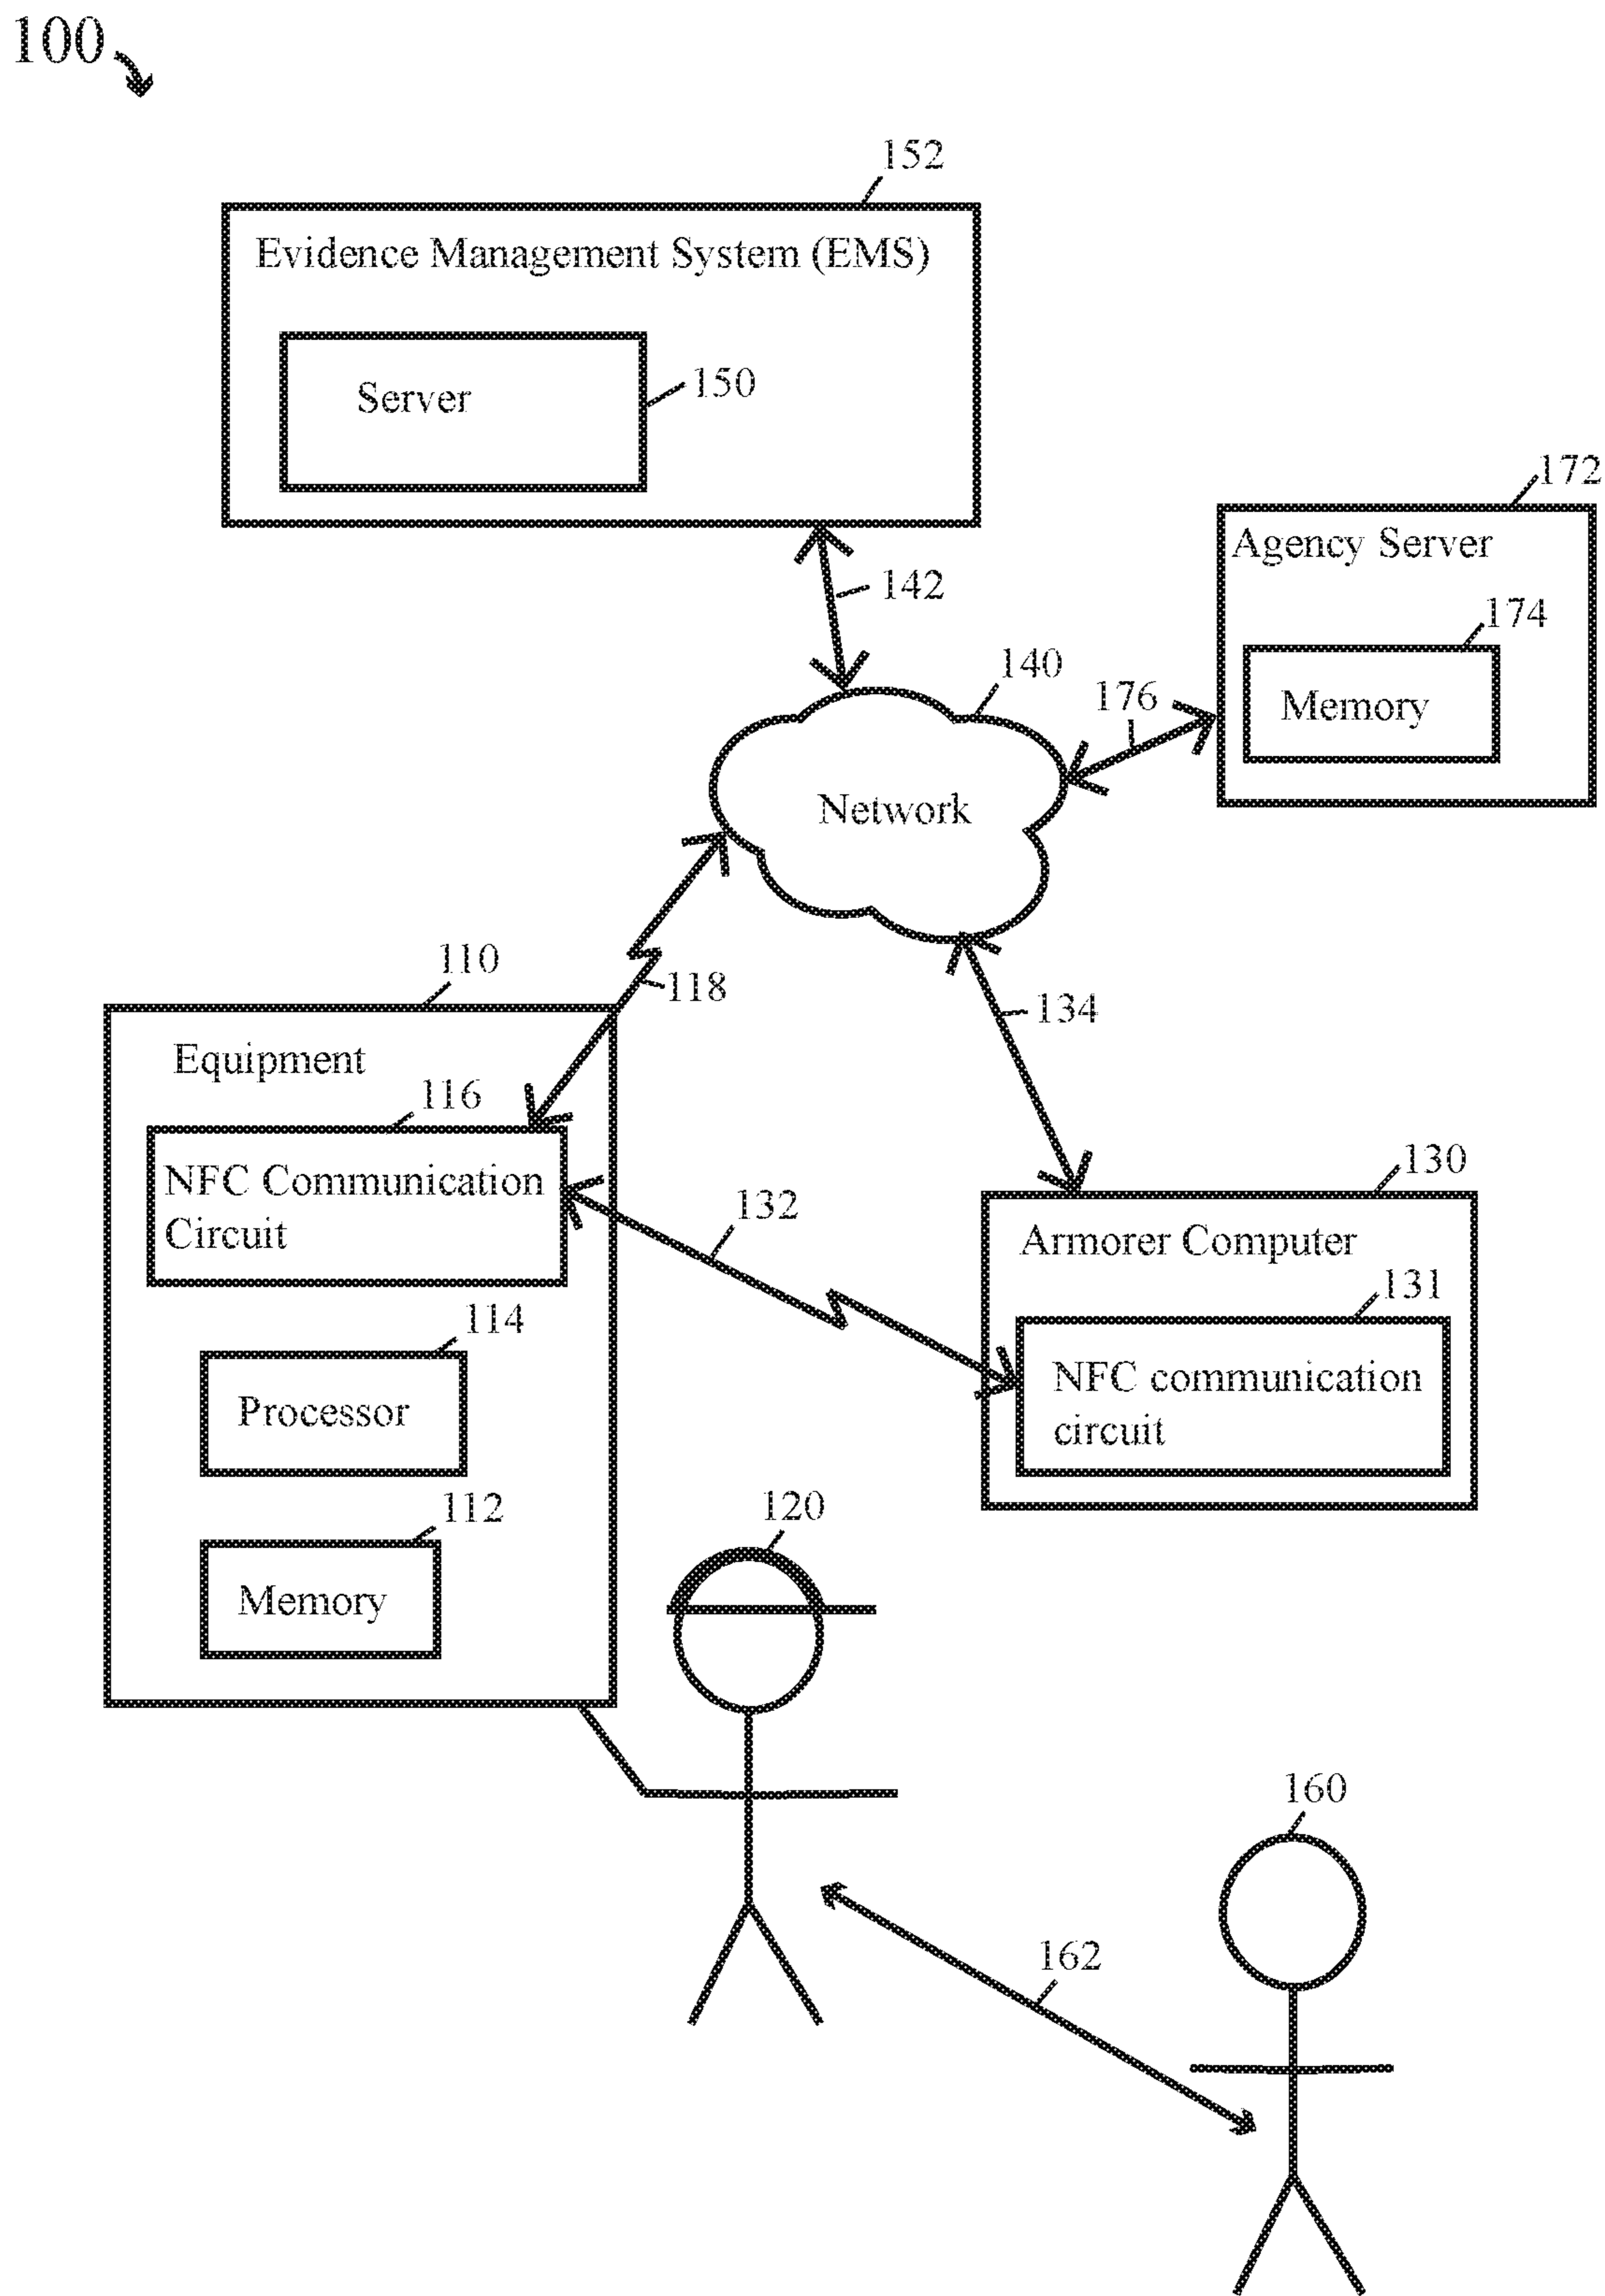 100
152
Evidence Management System (EMS)
Server
150
172
Agency Server
142
174
140
176
Memory
Network
110
118
134
Equipment
116
130
NFC Communication
Circuit
132
Armorer Computer
131
114
NFC communication
circuit
Processor
112
120
Memory
160
162